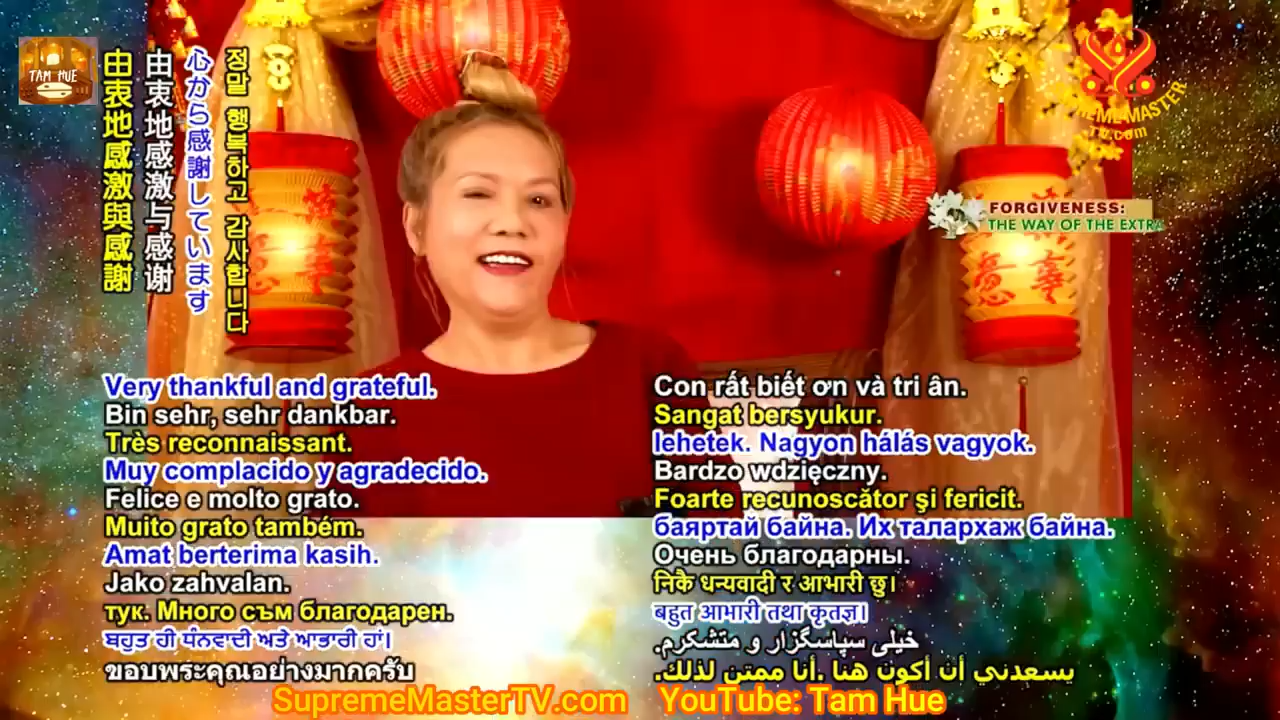 TAM HUE
由衷地感激與感謝
由衷地感激与感谢
心から感謝しています
정말 행복하고 감사합니다
SUPREME MASTER
TV.com
FORGIVENESS:
THE WAY OF THE EXTRA
Very thankful and grateful.
Bin sehr, sehr dankbar.
Très reconnaissant.
Muy complacido y agradecido.
Felice e molto grato.
Muito grato também.
Amat berterima kasih.
Jako zahvalan.
тук. Много съм благодарен.
ਬਹੁਤ ਹੀ ਧੰਨਵਾਦੀ ਅਤੇ ਆਭਾਰੀ ਹਾਂ।
ขอบพระคุณอย่างมากครับ
Con rất biết ơn và tri ân.
Sangat bersyukur.
lehetek. Nagyon hálás vagyok.
Bardzo wdzięczny.
Foarte recunoscător şi fericit.
баяртай байна. Их талархаж байна.
Очень благодарны.
निकै धन्यवादी र आभारी छु।
बहुत आभारी तथा कृतज्ञ।
خیلی سپاسگزار و متشکرم.
يسعدني أن أكون هنا .أنا ممتن لذلك.
SupremeMasterTV.com YouTube: Tam Hue